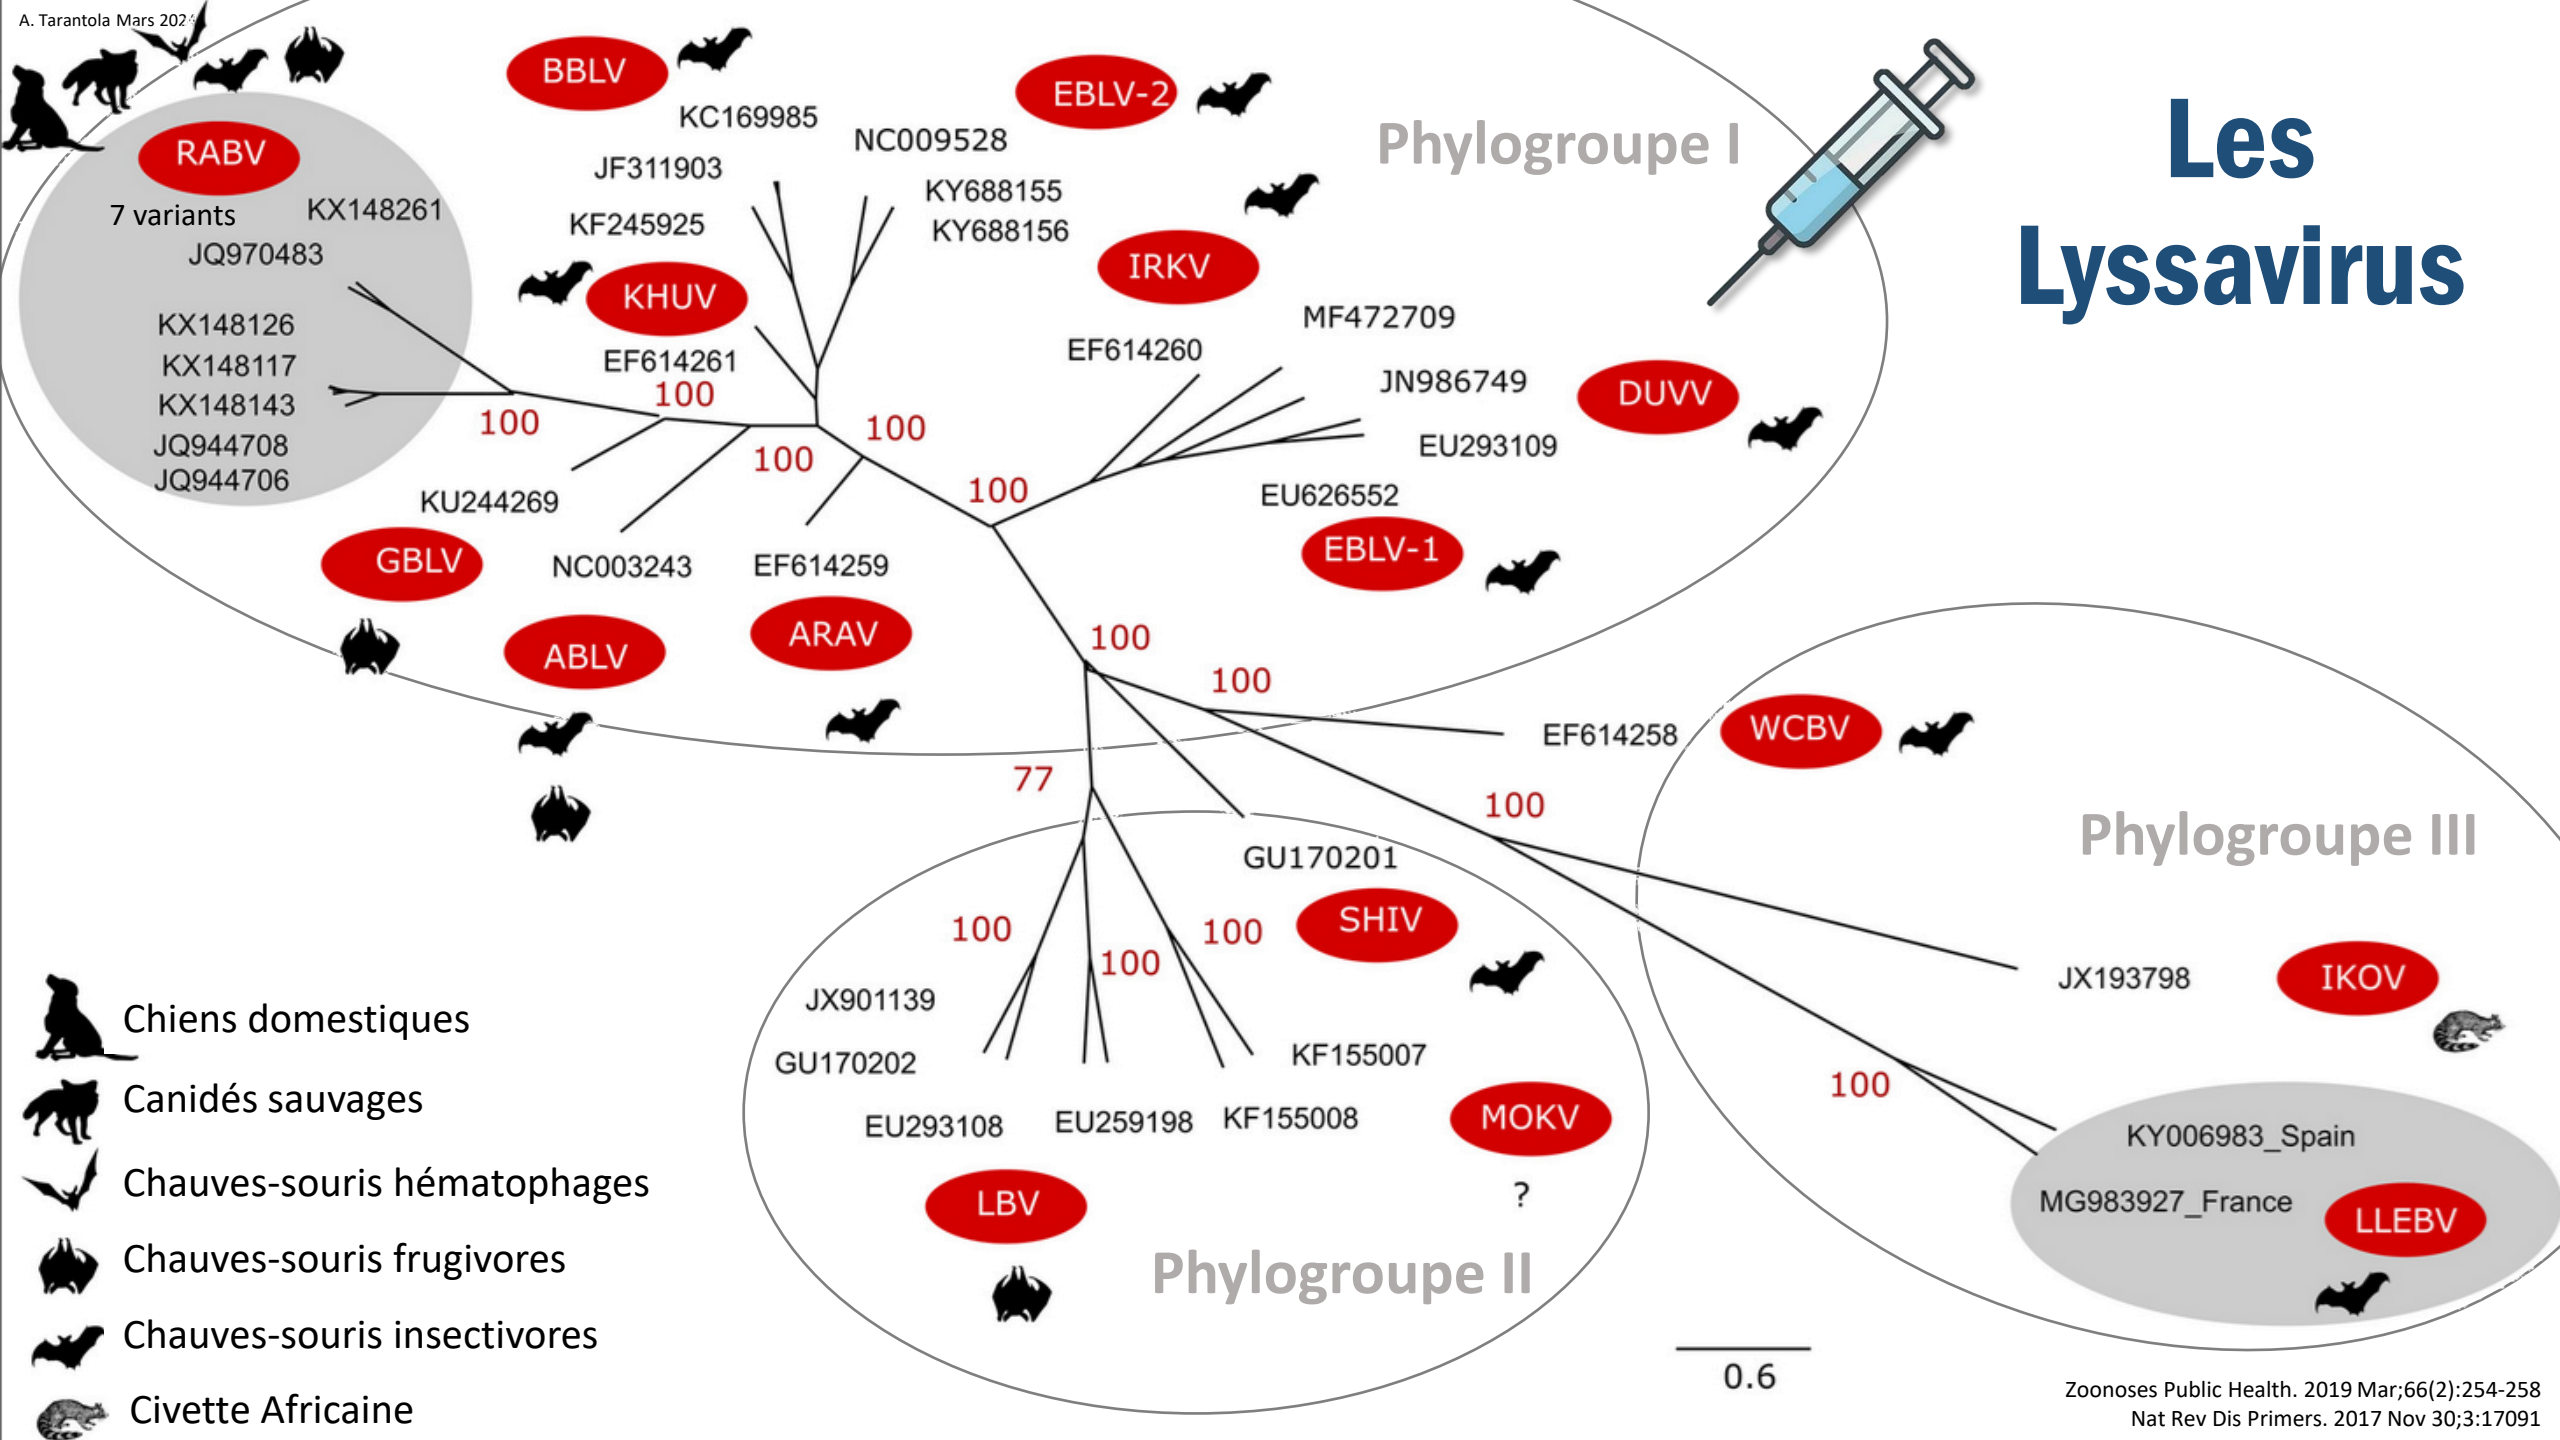 A. Tarantola Mars 202
Les
Lyssavirus
Phylogroupe I
RABV
7 variants
KX148261
JQ970483
KX148126
KX148117
KX148143
JQ944708
JQ944706
BBLV
KC169985
JF311903
KF245925
KHUV
EF614261
NC009528
EBLV-2
KY688155
KY688156
IRKV
EF614260
MF472709
JN986749
DUVV
EU293109
EU626552
EBLV-1
100
100
100
100
100
KU244269
GBLV
NC003243
ABLV
EF614259
ARAV
100
100
77
EF614258
WCBV
100
Phylogroupe III
GU170201
SHIV
100
100
100
JX901139
GU170202
EU293108
EU259198
KF155008
KF155007
MOKV
?
LBV
Phylogroupe II
JX193798
IKOV
100
KY006983_Spain
MG983927_France
LLEBV
0.6
Chiens domestiques
Canidés sauvages
Chauves-souris hématophages
Chauves-souris frugivores
Chauves-souris insectivores
Civette Africaine
Zoonoses Public Health. 2019 Mar;66(2):254-258
Nat Rev Dis Primers. 2017 Nov 30;3:17091